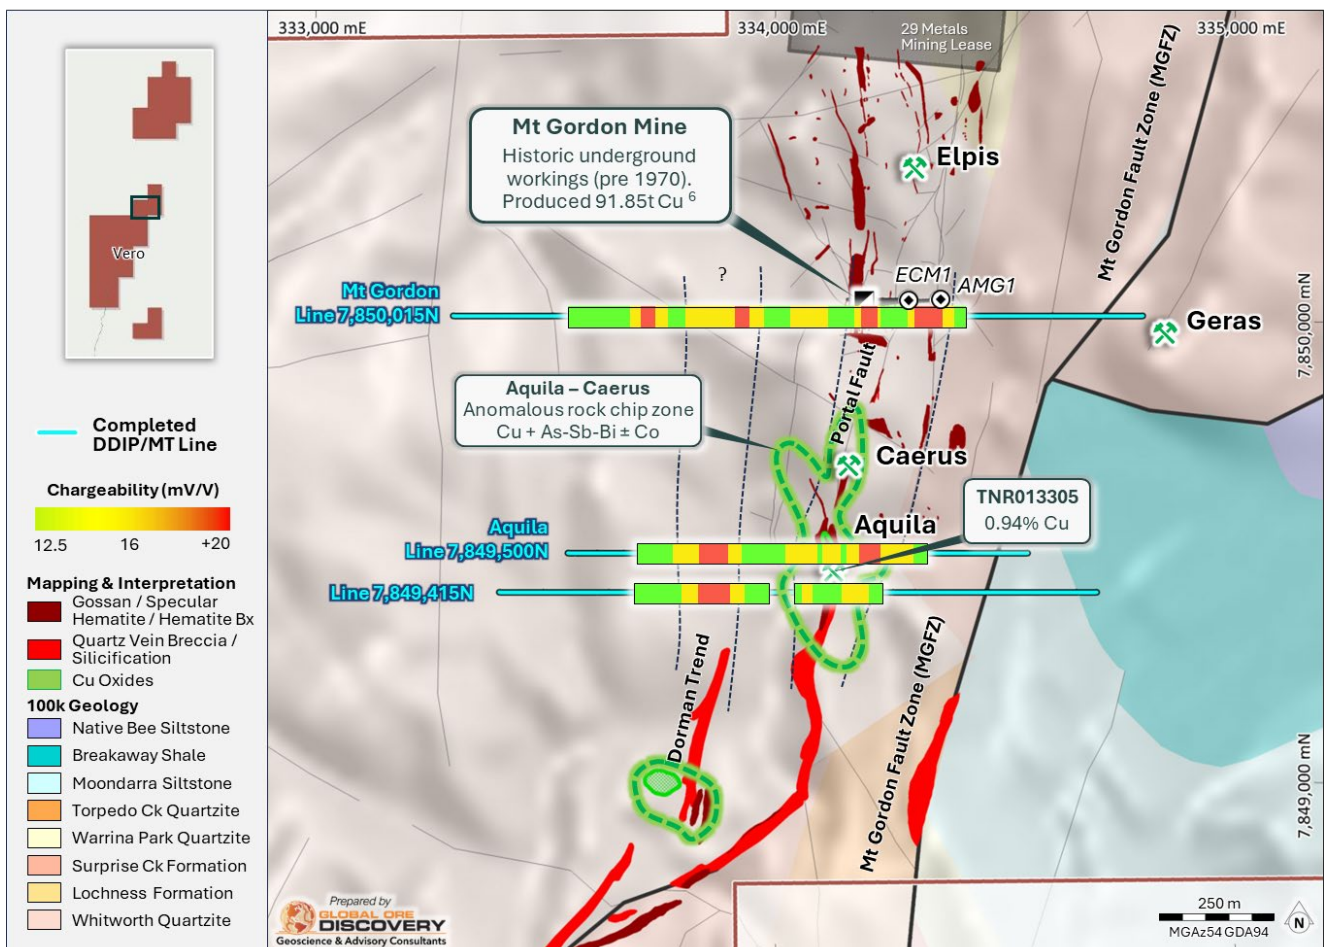 333,000 mE
334,000 mE
335,000 mE
29 Metals
Mining Lease
Mt Gordon Fault Zone (MGFZ)
Mt Gordon Mine
Historic underground
workings (pre 1970).
Produced 91.85t Cu 6
Elpis
Vero
?
ECM1
AMG1
Mt Gordon
Line 7,850,015N
Geras
7,850,000 mN
Portal Fault
Aquila – Caerus
Anomalous rock chip zone
Cu + As-Sb-Bi ± Co
Caerus
TNR013305
0.94% Cu
Aquila
Aquila
Line 7,849,500N
Line 7,849,415N
Completed
DDIP/MT Line
Chargeability (mV/V)
12.5 16 +20
Mapping & Interpretation
Gossan / Specular
Hematite / Hematite Bx
Quartz Vein Breccia /
Silicification
Cu Oxides
100k Geology
Native Bee Siltstone
Breakaway Shale
Moondarra Siltstone
Torpedo Ck Quartzite
Warrina Park Quartzite
Surprise Ck Formation
Lochness Formation
Whitworth Quartzite
Dorman Trend
Mt Gordon Fault Zone (MGFZ)
7,849,000 mN
Prepared by
GLOBAL ORE
DISCOVERY
Geoscience & Advisory Consultants
250 m
MGAz54 GDA94
N